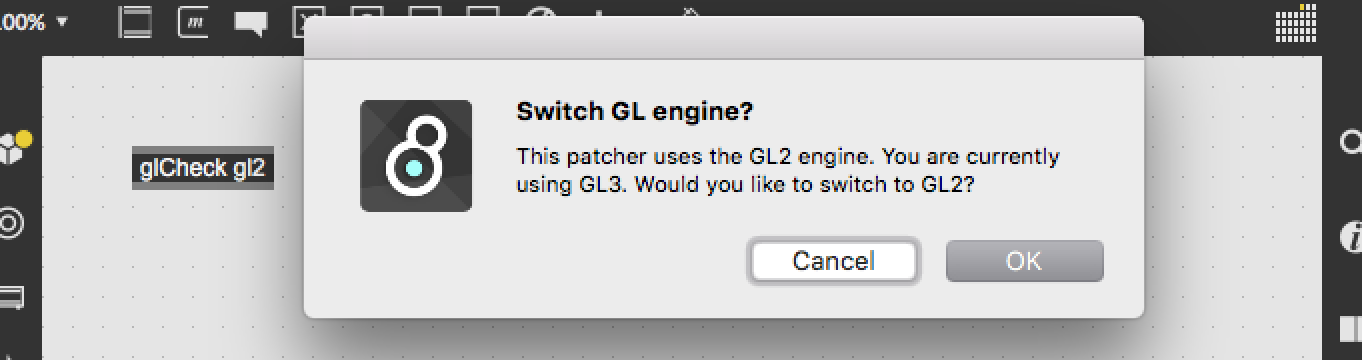 00%
m
glCheck gl2
Switch GL engine?
This patcher uses the GL2 engine. You are currently
using GL3. Would you like to switch to GL2?
Cancel
OK
i